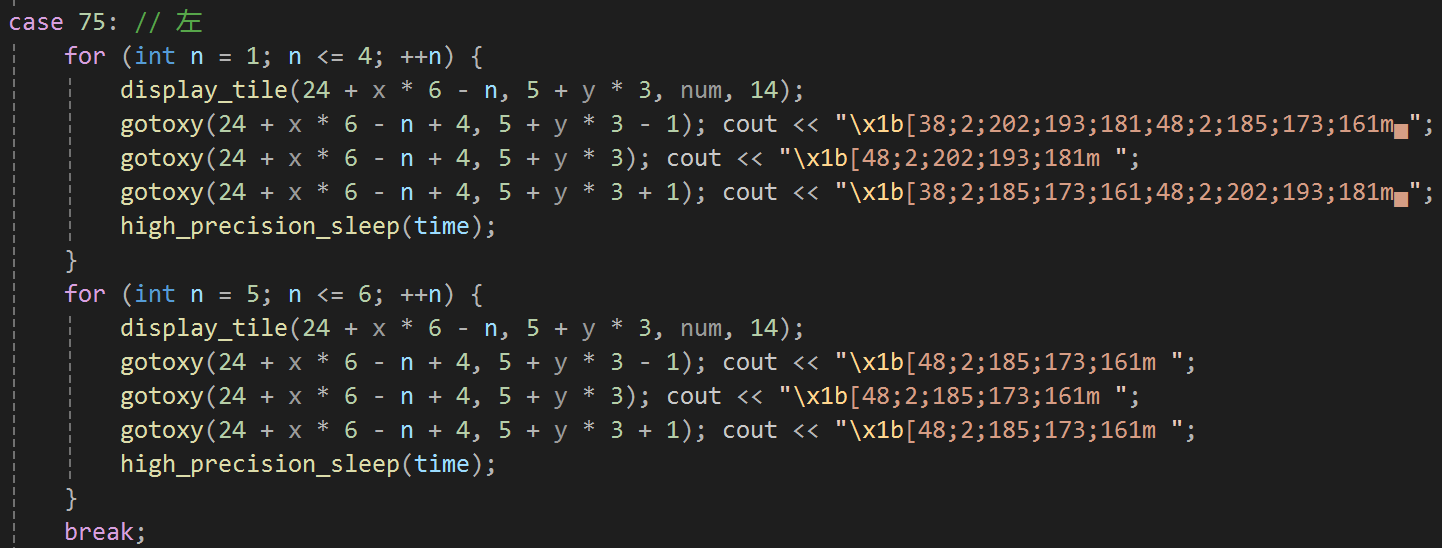 case 75: // 左
    for (int n = 1; n <= 4; ++n) {
        display_tile(24 + x * 6 - n, 5 + y * 3, num, 14);
        gotoxy(24 + x * 6 - n + 4, 5 + y * 3 - 1); cout << "\x1b[38;2;202;193;181;48;2;185;173;161m▄";
        gotoxy(24 + x * 6 - n + 4, 5 + y * 3); cout << "\x1b[48;2;202;193;181m ";
        gotoxy(24 + x * 6 - n + 4, 5 + y * 3 + 1); cout << "\x1b[38;2;185;173;161;48;2;202;193;181m▄";
        high_precision_sleep(time);
    }
    for (int n = 5; n <= 6; ++n) {
        display_tile(24 + x * 6 - n, 5 + y * 3, num, 14);
        gotoxy(24 + x * 6 - n + 4, 5 + y * 3 - 1); cout << "\x1b[48;2;185;173;161m ";
        gotoxy(24 + x * 6 - n + 4, 5 + y * 3); cout << "\x1b[48;2;185;173;161m ";
        gotoxy(24 + x * 6 - n + 4, 5 + y * 3 + 1); cout << "\x1b[48;2;185;173;161m ";
        high_precision_sleep(time);
    }
    break;